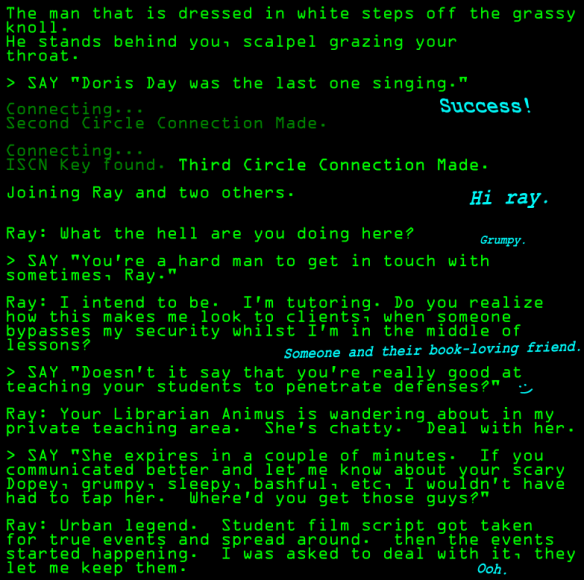 The man that is dressed in white steps off the grassy
knoll.
He stands behind you, scalpel grazing your
throat.
> SAY "Doris Day was the last one singing."
Connecting...
Success!
Second Circle Connection Made.
Connecting...
ISCN Key found. Third Circle Connection Made.
Joining Ray and two others.
Hi ray.
Ray: What the hell are you doing here?
Grumpy.
> SAY "You're a hard man to get in touch with
sometimes, Ray."
Ray: I intend to be.  I'm tutoring. Do you realize
how this makes me look to clients, when someone
bypasses my security whilst I'm in the middle of
lessons?
Someone and their book-loving friend.
> SAY "Doesn't it say that you're really good at
teaching your students to penetrate defenses?"
:)
Ray: Your Librarian Animus is wandering about in my
private teaching area.  She's chatty.  Deal with her.
> SAY "She expires in a couple of minutes.  If you
communicated better and let me know about your scary
Dopey, grumpy, sleepy, bashful, etc, I wouldn't have
had to tap her.  Where'd you get those guys?"
Ray: Urban legend.  Student film script got taken
for true events and spread around.  then the events
started happening.  I was asked to deal with it, they
let me keep them.
Ooh.